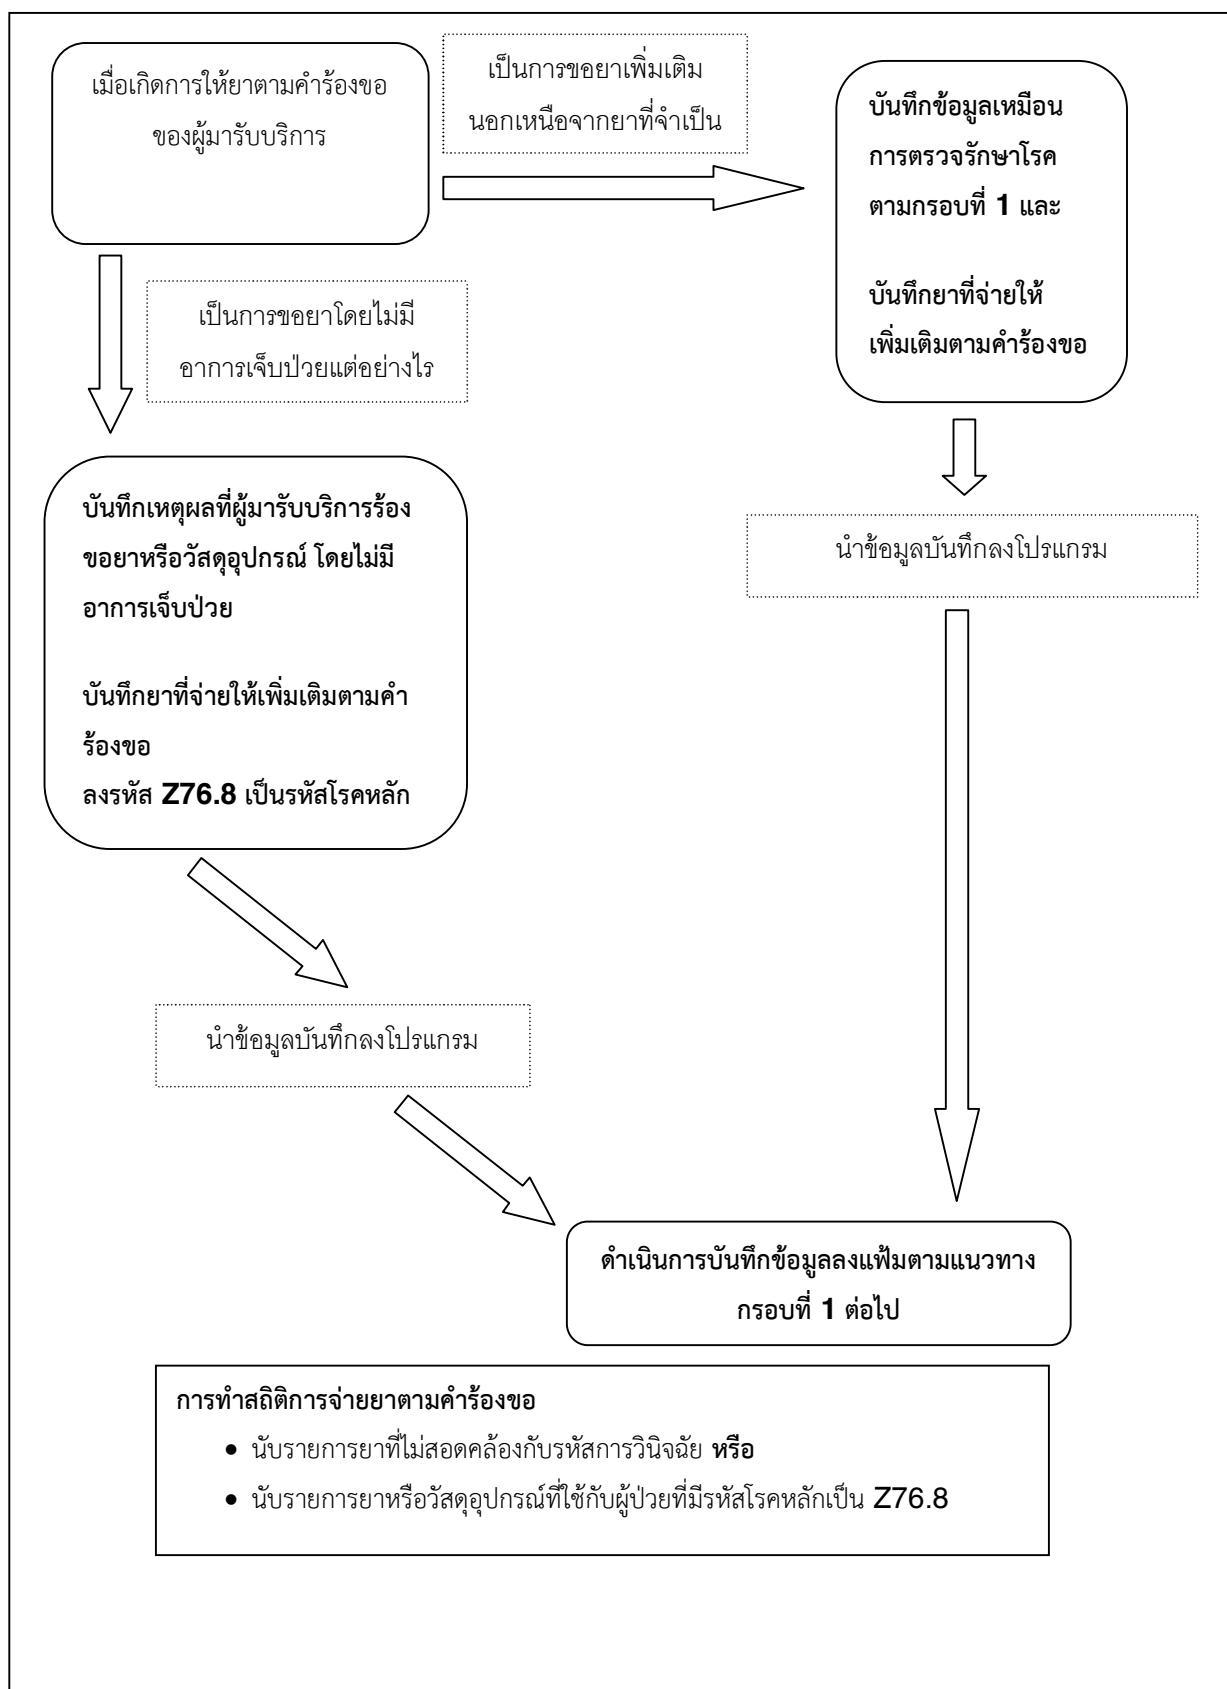 เมื่อเกิดการให้ยาตามคำร้องขอ
ของผู้มารับบริการ
เป็นการขอยาเพิ่มเติม
นอกเหนือจากยาที่จำเป็น
บันทึกข้อมูลเหมือน
การตรวจรักษาโรค
ตามกรอบที่ 1 และ
บันทึกยาที่จ่ายให้
เพิ่มเติมตามคำร้องขอ
เป็นการขอยาโดยไม่มี
อาการเจ็บป่วยแต่อย่างไร
บันทึกเหตุผลที่ผู้มารับบริการร้อง
ขอยาหรือวัสดุอุปกรณ์ โดยไม่มี
อาการเจ็บป่วย
บันทึกยาที่จ่ายให้เพิ่มเติมตามคำ
ร้องขอ
ลงรหัส Z76.8 เป็นรหัสโรคหลัก
นำข้อมูลบันทึกลงโปรแกรม
นำข้อมูลบันทึกลงโปรแกรม
ดำเนินการบันทึกข้อมูลลงแฟ้มตามแนวทาง
กรอบที่ 1 ต่อไป
การทำสถิติการจ่ายยาตามคำร้องขอ
• นับรายการยาที่ไม่สอดคล้องกับรหัสการวินิจฉัย หรือ
• นับรายการยาหรือวัสดุอุปกรณ์ที่ใช้กับผู้ป่วยที่มีรหัสโรคหลักเป็น Z76.8